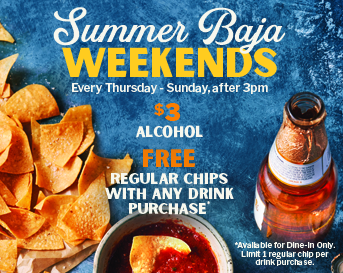 Summer Baja
WEEKENDS
Every Thursday - Sunday, after 3pm
$3
ALCOHOL
FREE
REGULAR CHIPS
WITH ANY DRINK
PURCHASE*
*Available for Dine-In Only.
Limit 1 regular chip per
drink purchase.